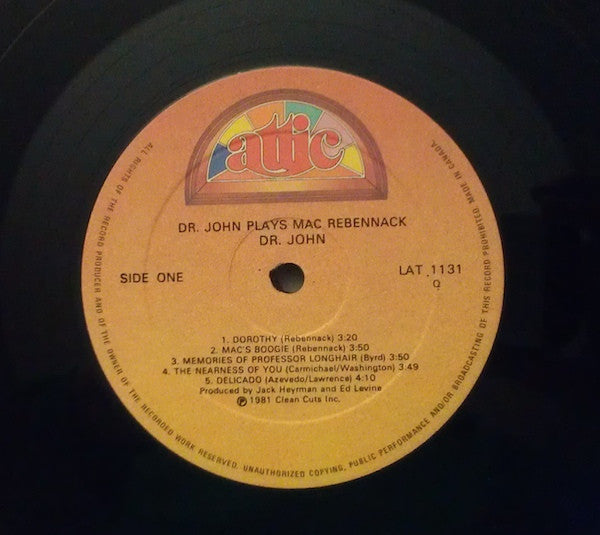 attic
DR. JOHN PLAYS MAC REBENNACK
DR. JOHN
SIDE ONE
LAT 1131
Q
1. DOROTHY (Rebennack) 3:20
2. MAC'S BOOGIE (Rebennack) 3:50
3. MEMORIES OF PROFESSOR LONGHAIR (Byrd) 3:50
4. THE NEARNESS OF YOU (Carmichael/Washington) 3:49
5. DELICADO (Azevedo/Lawrence) 4:10
Produced by Jack Heyman and Ed Levine
℗ 1981 Clean Cuts Inc.
ALL RIGHTS OF THE RECORD PRODUCER AND OF THE OWNER OF THE RECORDED WORK RESERVED. UNAUTHORIZED COPYING, PUBLIC PERFORMANCE AND/OR BROADCASTING OF THIS RECORD PROHIBITED. MADE IN CANADA.